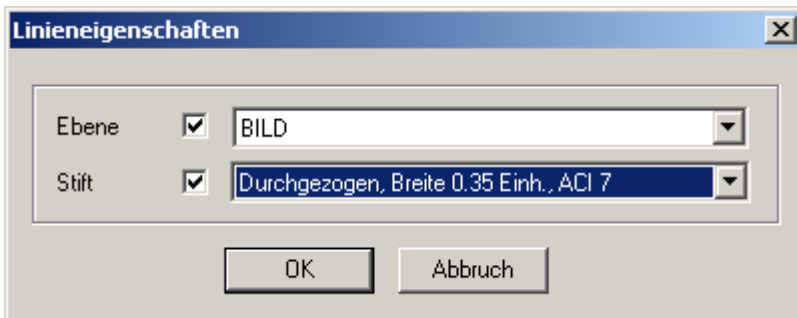 Linieneigenschaften
Ebene BILD
Stift Durchgezogen, Breite 0.35 Einh., ACI 7
OK Abbruch